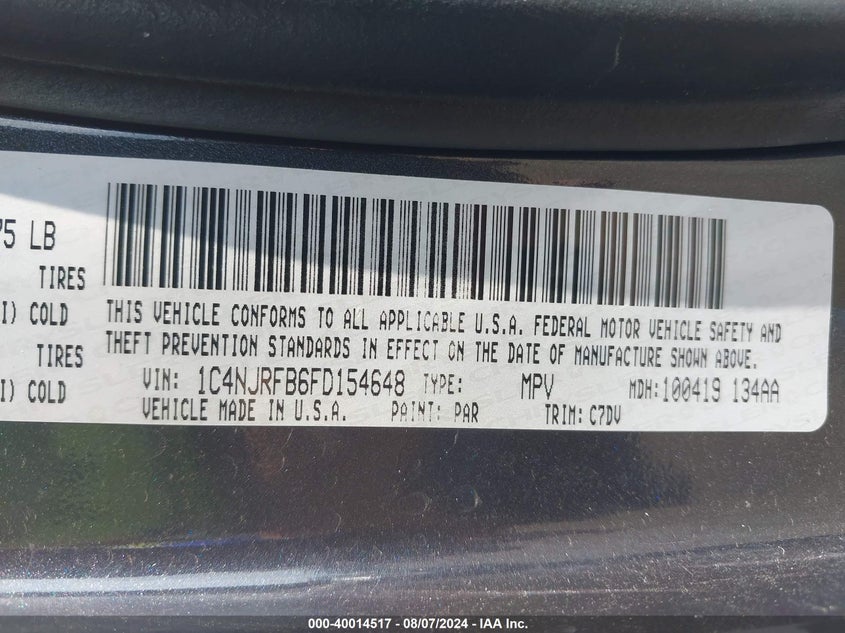 75 LB
TIRES
I) COLD
THIS VEHICLE CONFORMS TO ALL APPLICABLE U.S.A. FEDERAL MOTOR VEHICLE SAFETY AND
THEFT PREVENTION STANDARDS IN EFFECT ON THE DATE OF MANUFACTURE SHOWN ABOVE.
TIRES
VIN: 1C4NJRFB6FD154648 TYPE: MPV MDH:100419 134AA
I) COLD
VEHICLE MADE IN U.S.A. PAINT: PAR TRIM: C7DV
000-40014517 - 08/07/2024 - IAA Inc.